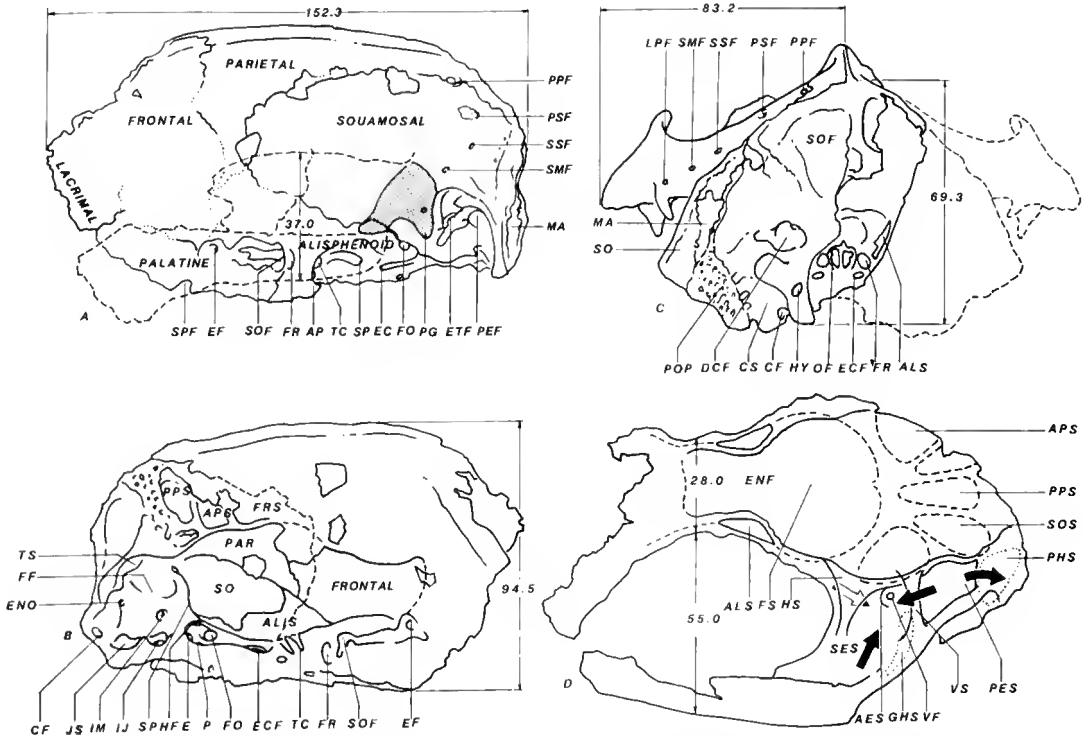 152.3
PARIETAL
FRONTAL
SQUAMOSAL
LACRIMAL
37.0
ALISPHENOID
PALATINE
PPF
PSF
SSF
SMF
MA
A
SPF EF SOF FR AP TC SP EC FO PG ETF PEF
83.2
LPF SMF SSF PSF PPF
SOF
69.3
MA
SO
C
POP DCF CS CF HY OF ECF FR ALS
PPS
APS
FRS
PAR
TS
FF
ENO
SO
FRONTAL
ALIS
94.5
B
CF JS IM IJ SP HF E P FO ECF TC FR SOF EF
28.0 ENF
APS
PPS
SOS
PHS
ALS FS HS
55.0
SES
D
VS PES
AES GHS VF